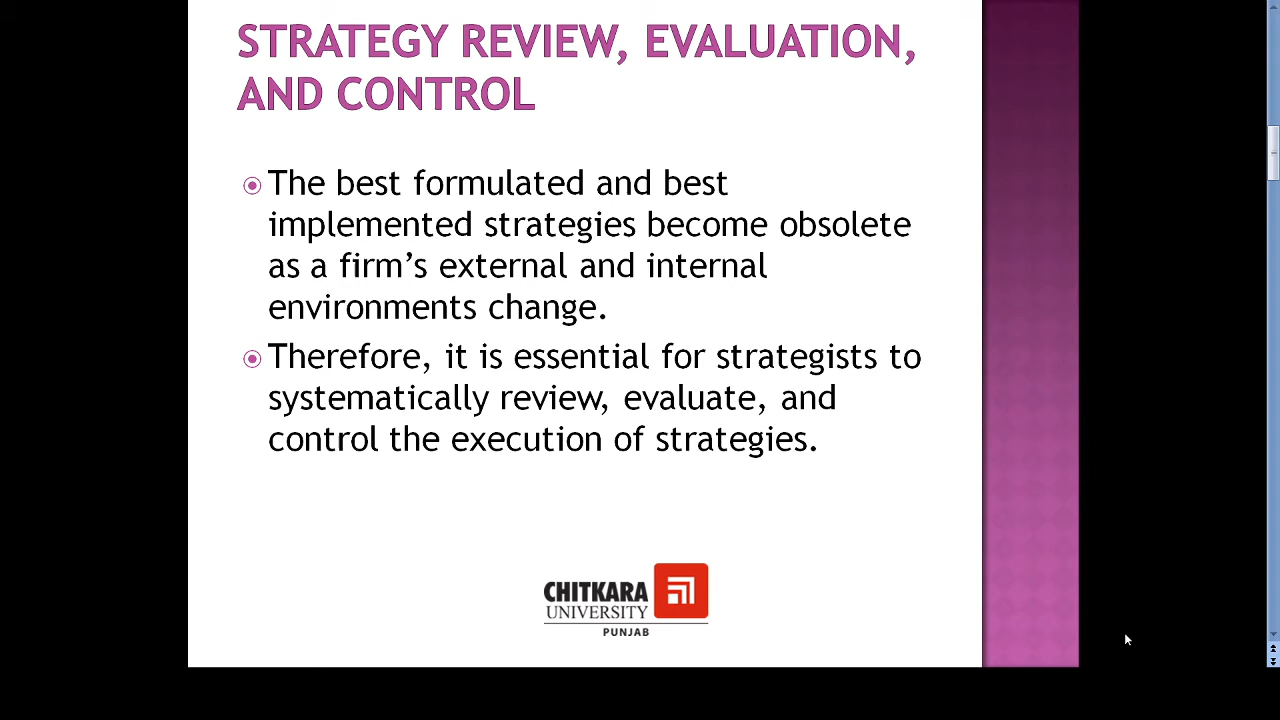 STRATEGY REVIEW, EVALUATION,
AND CONTROL
The best formulated and best
implemented strategies become obsolete
as a firm’s external and internal
environments change.
Therefore, it is essential for strategists to
systematically review, evaluate, and
control the execution of strategies.
CHITKARA
UNIVERSITY
PUNJAB